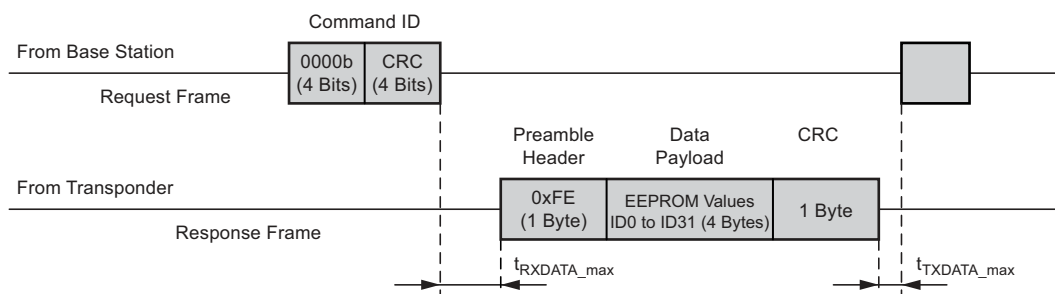 Command ID
From Base Station
0000b
(4 Bits)
CRC
(4 Bits)
Request Frame
Preamble
Header
Data
Payload
CRC
From Transponder
0xFE
(1 Byte)
EEPROM Values
ID0 to ID31 (4 Bytes)
1 Byte
Response Frame
tRXDATA_max
tTXDATA_max